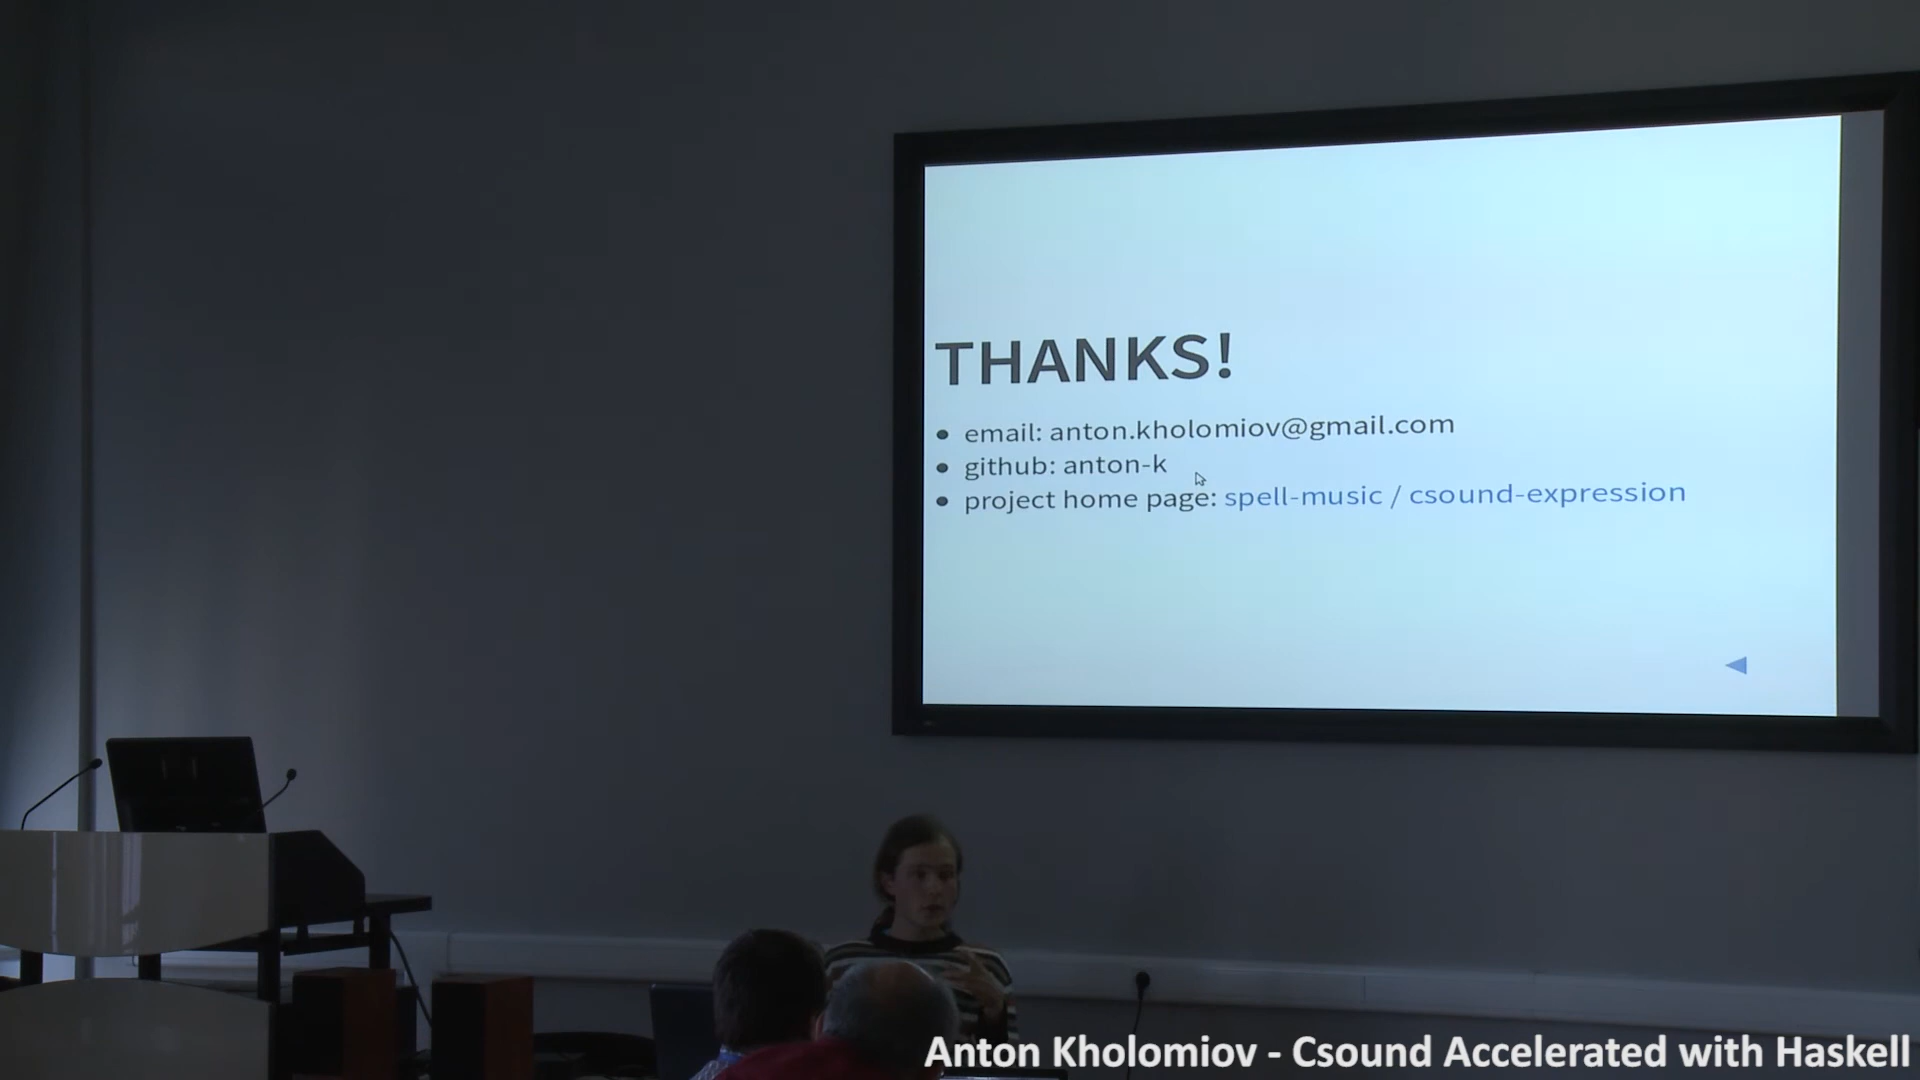 THANKS!
email: anton.kholomiov@gmail.com
github: anton-k
project home page: spell-music / csound-expression
Anton Kholomiov - Csound Accelerated with Haskell